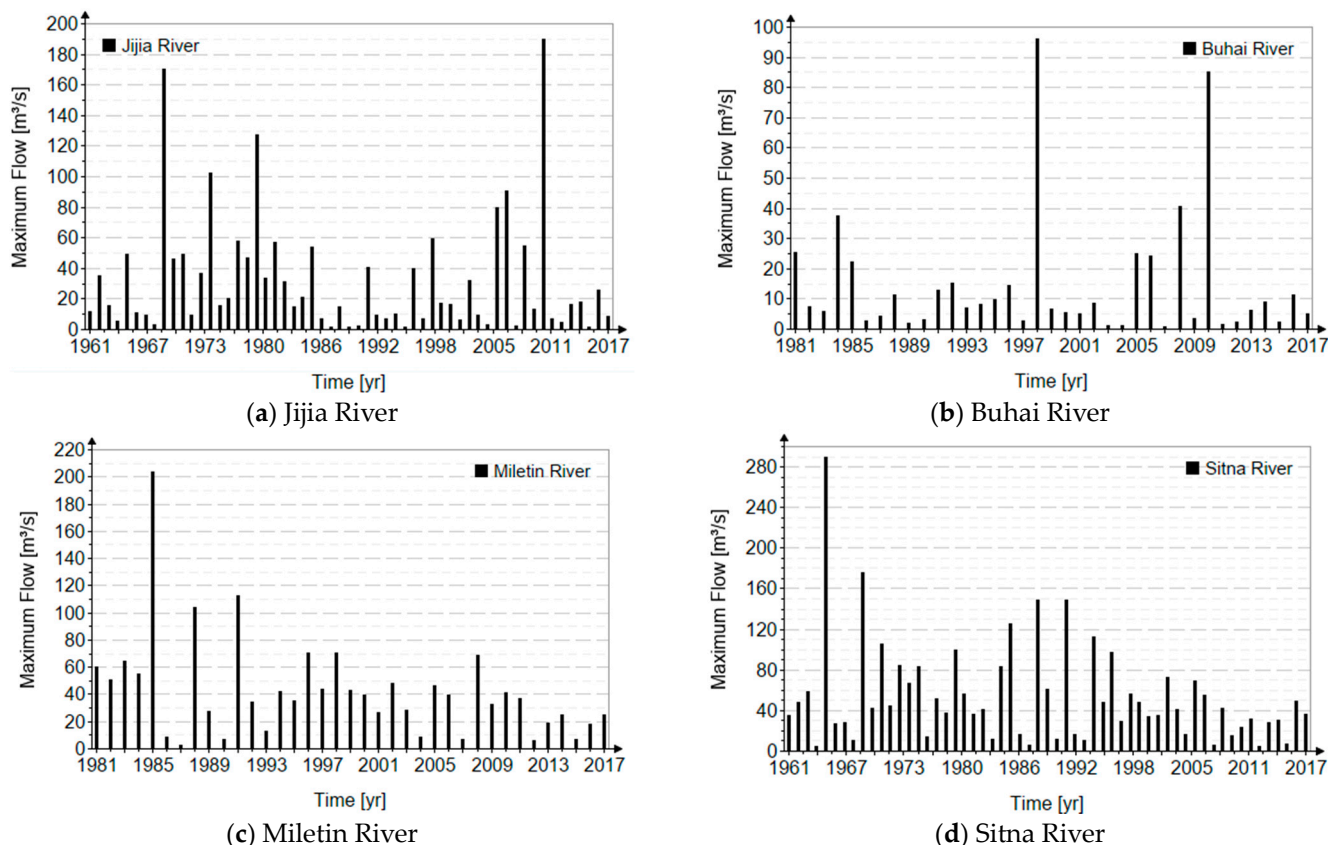 Maximum Flow [m³/s]
200
180
160
140
120
100
80
60
40
20
0
Jijia River
1961 1967 1973 1980 1986 1992 1998 2005 2011 2017
Time [yr]
(a) Jijia River
Maximum Flow [m³/s]
100
90
80
70
60
50
40
30
20
10
0
Buhai River
1981 1985 1989 1993 1997 2001 2005 2009 2013 2017
Time [yr]
(b) Buhai River
Maximum Flow [m³/s]
220
200
180
160
140
120
100
80
60
40
20
0
Miletin River
1981 1985 1989 1993 1997 2001 2005 2009 2013 2017
Time [yr]
(c) Miletin River
Maximum Flow [m³/s]
280
240
200
160
120
80
40
0
Sitna River
1961 1967 1973 1980 1986 1992 1998 2005 2011 2017
Time [yr]
(d) Sitna River